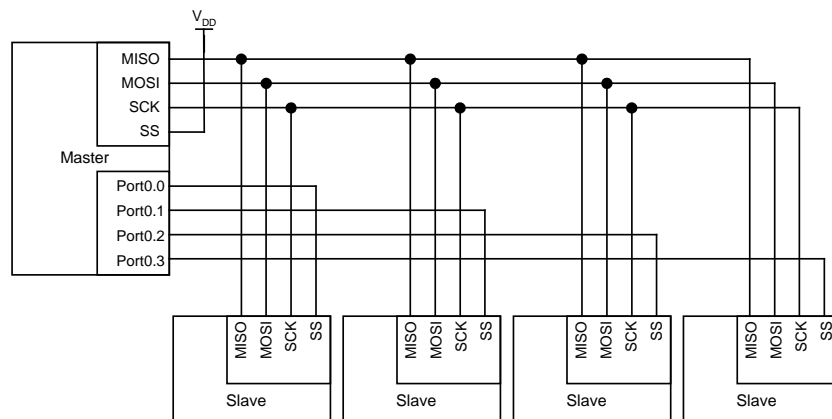 VDD
MISO
MOSI
SCK
SS
Master
Port0.0
Port0.1
Port0.2
Port0.3
MISO MOSI SCK SS
Slave
MISO MOSI SCK SS
Slave
MISO MOSI SCK SS
Slave
MISO MOSI SCK SS
Slave